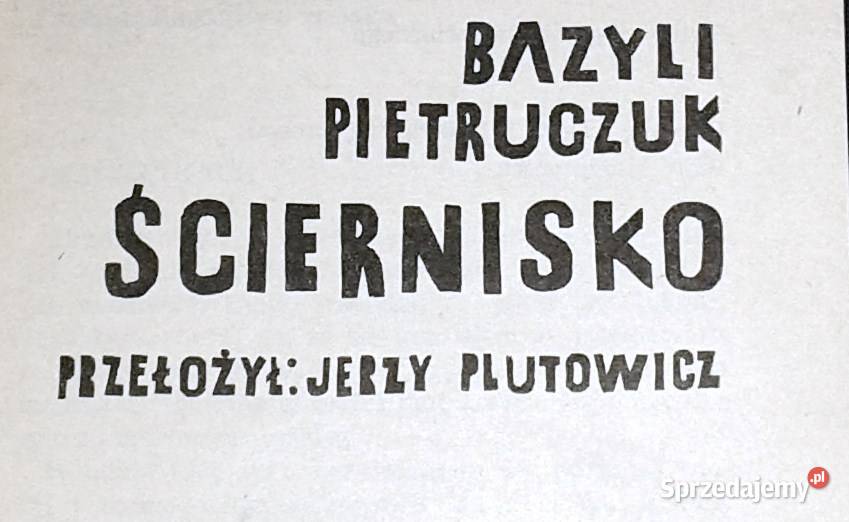 BAZYLI
PIETRUCZUK
ŚCIERNISKO
PRZEŁOŻYŁ: JERZY PLUTOWICZ
Sprzedajemy.pl